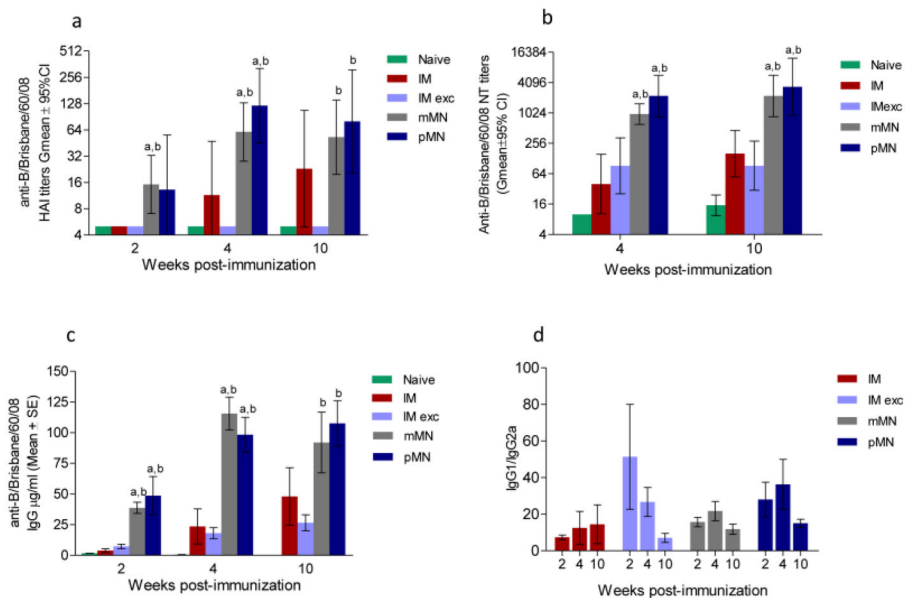 a
anti-B/Brisbane/60/08
HAI titers Gmean ± 95%CI
512
256
128
64
32
16
8
4
a,b
a,b
a,b
b
2
4
10
Weeks post-immunization
Naive
IM
IM exc
mMN
pMN
b
Anti-B/Brisbane/60/08 NT titers
(Gmean±95% CI)
16384
4096
1024
256
64
16
4
a,b
a,b
a,b
a,b
4
10
Weeks post-immunization
Naive
IM
IMexc
mMN
pMN
c
anti-B/Brisbane/60/08
IgG µg/ml (Mean ± SE)
150
125
100
75
50
25
0
a,b
a,b
a,b
a,b
b
b
2
4
10
Weeks post-immunization
Naive
IM
IM exc
mMN
pMN
d
IgG1/IgG2a
100
80
60
40
20
0
2 4 10 2 4 10 2 4 10 2 4 10
Weeks post-immunization
IM
IM exc
mMN
pMN